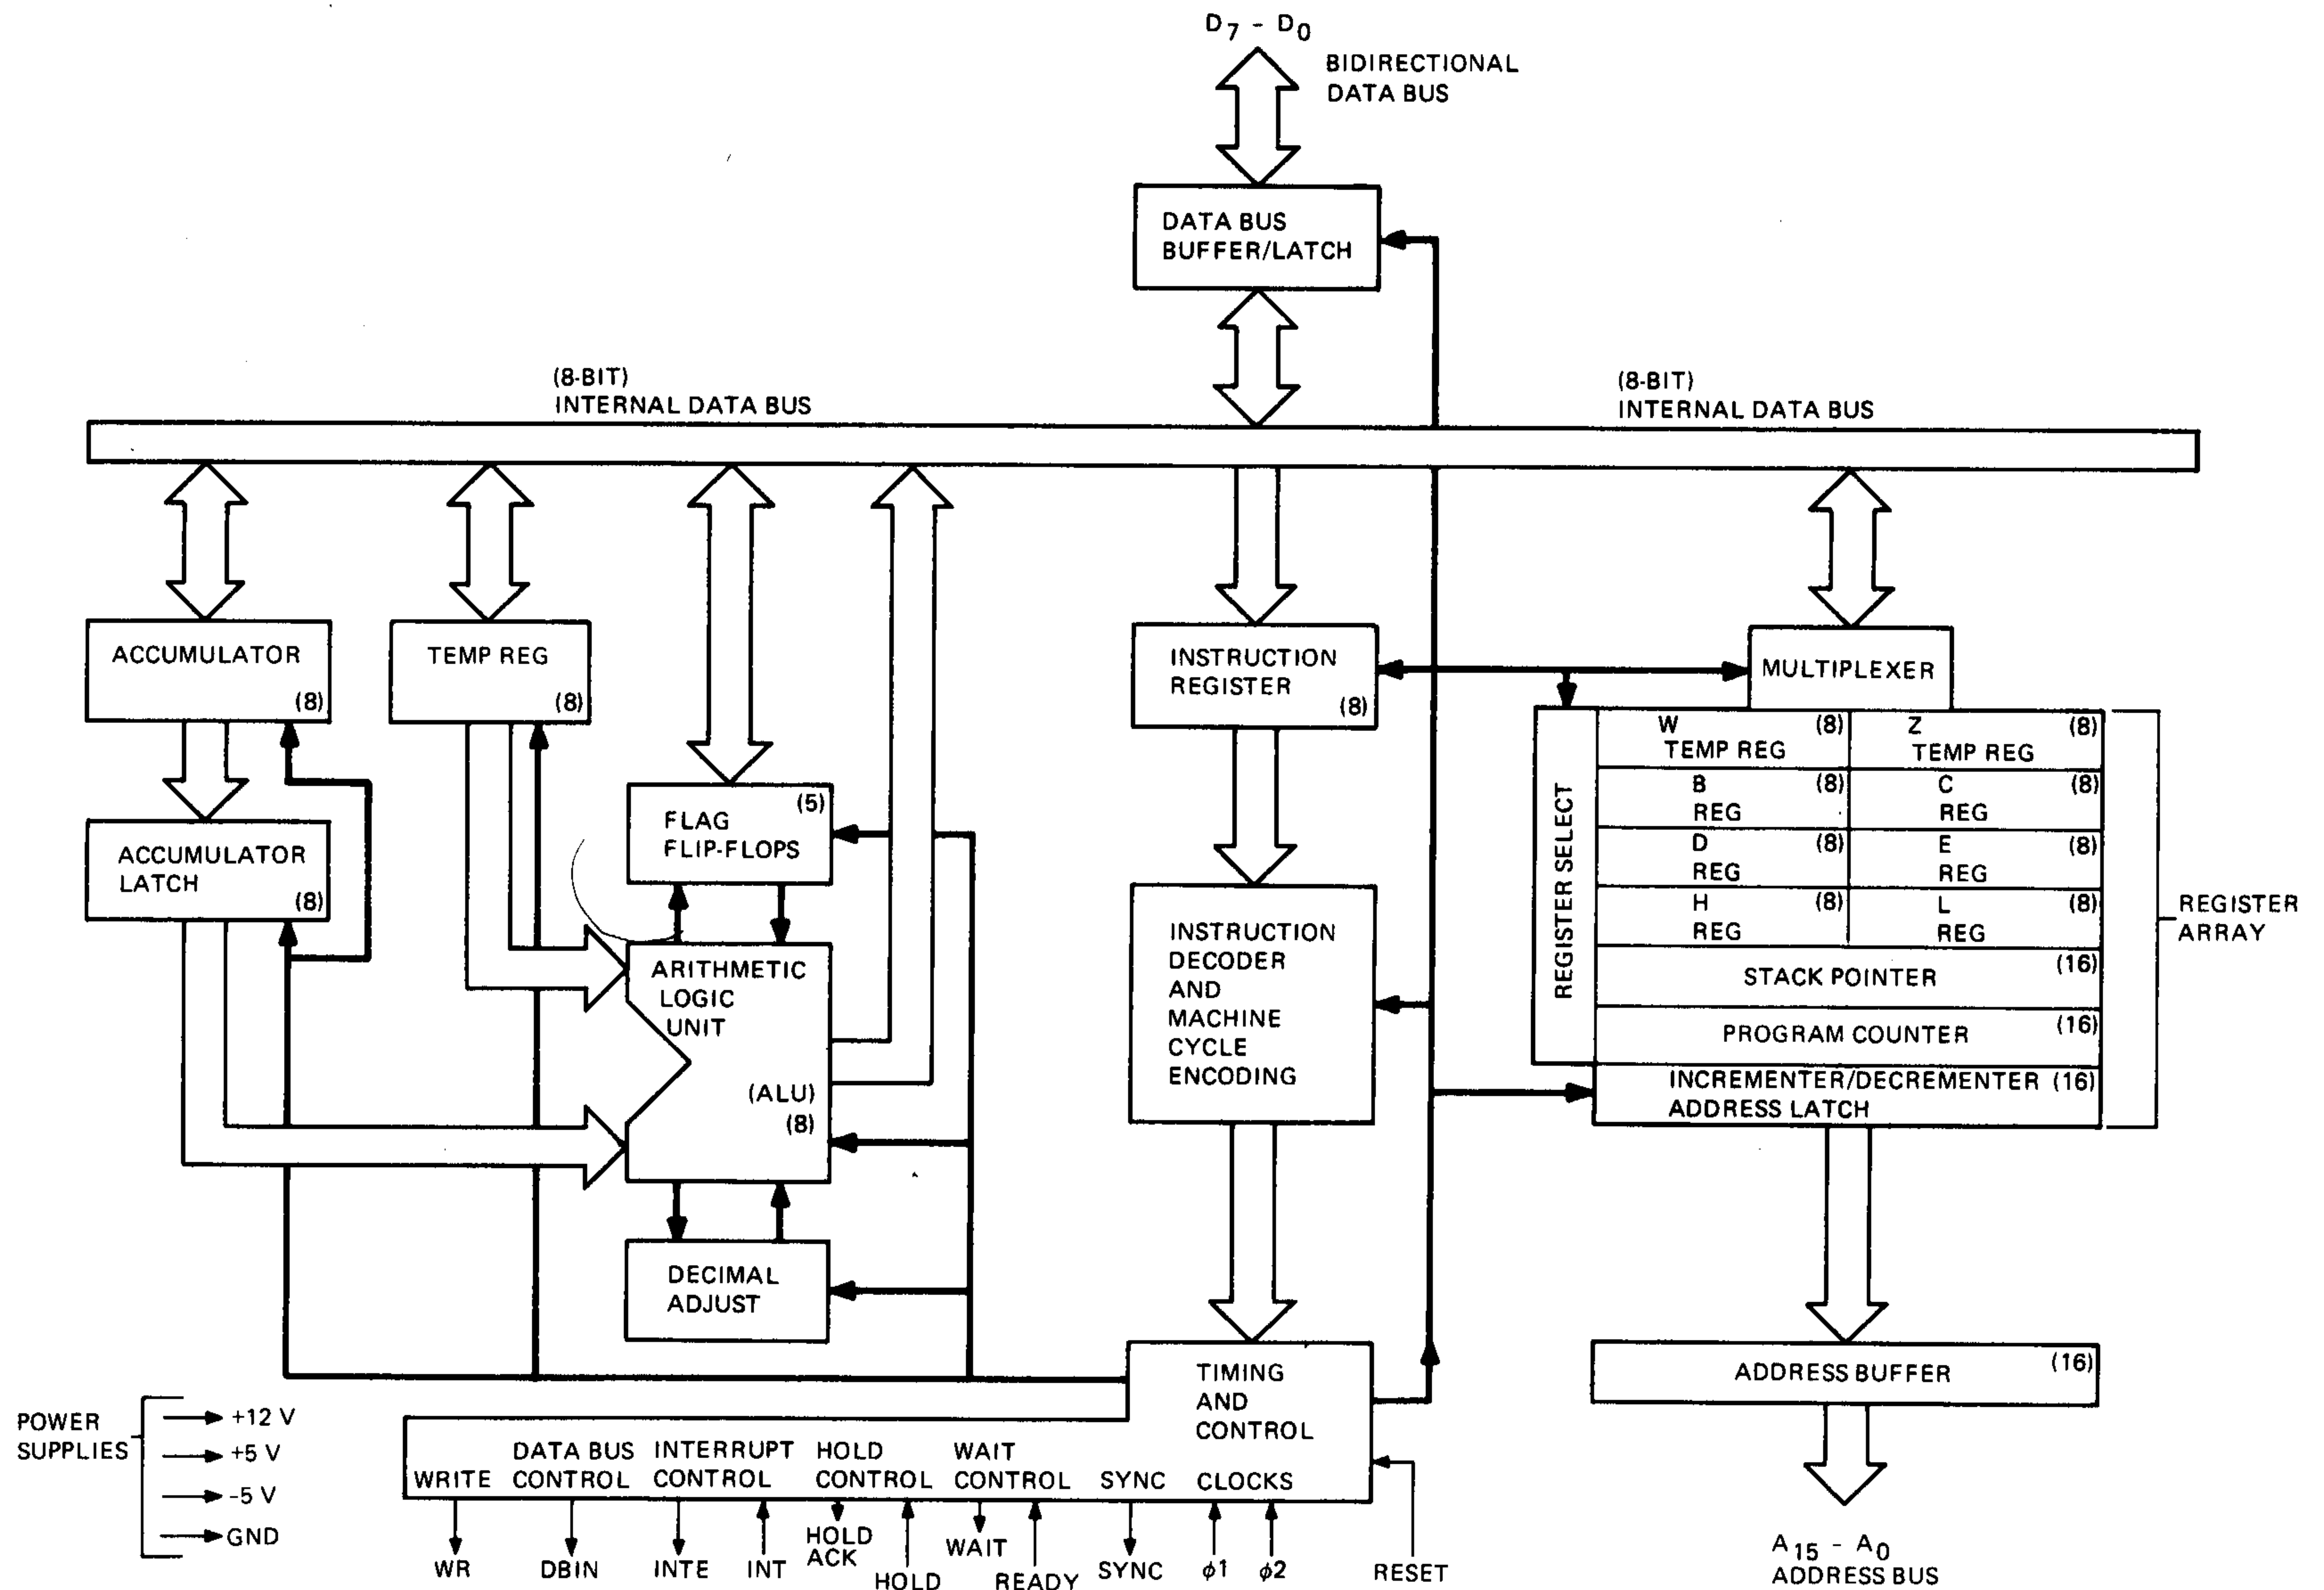 D7 - D0
BIDIRECTIONAL
DATA BUS
DATA BUS
BUFFER/LATCH
(8-BIT)
INTERNAL DATA BUS
(8-BIT)
INTERNAL DATA BUS
ACCUMULATOR
(8)
TEMP REG
(8)
INSTRUCTION
REGISTER
(8)
MULTIPLEXER
ACCUMULATOR
LATCH
(8)
(5)
FLAG
FLIP-FLOPS
ARITHMETIC
LOGIC
UNIT
(ALU)
(8)
DECIMAL
ADJUST
INSTRUCTION
DECODER
AND
MACHINE
CYCLE
ENCODING
REGISTER SELECT
W (8)
TEMP REG
Z (8)
TEMP REG
B (8)
REG
C (8)
REG
D (8)
REG
E (8)
REG
H (8)
REG
L (8)
REG
STACK POINTER (16)
PROGRAM COUNTER (16)
INCREMENTER/DECREMENTER (16)
ADDRESS LATCH
REGISTER
ARRAY
ADDRESS BUFFER (16)
A15 - A0
ADDRESS BUS
TIMING
AND
CONTROL
WRITE
DATA BUS
CONTROL
INTERRUPT
CONTROL
HOLD
CONTROL
WAIT
CONTROL
SYNC
CLOCKS
WR
DBIN
INTE
INT
HOLD
ACK
HOLD
WAIT
READY
SYNC
ϕ1
ϕ2
RESET
POWER
SUPPLIES
+12 V
+5 V
-5 V
GND